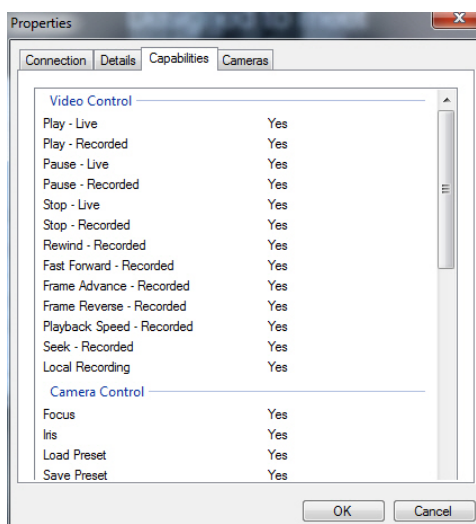 Properties
Connection Details Capabilities Cameras
Video Control
Play - Live Yes
Play - Recorded Yes
Pause - Live Yes
Pause - Recorded Yes
Stop - Live Yes
Stop - Recorded Yes
Rewind - Recorded Yes
Fast Forward - Recorded Yes
Frame Advance - Recorded Yes
Frame Reverse - Recorded Yes
Playback Speed - Recorded Yes
Seek - Recorded Yes
Local Recording Yes
Camera Control
Focus Yes
Iris Yes
Load Preset Yes
Save Preset Yes
OK Cancel